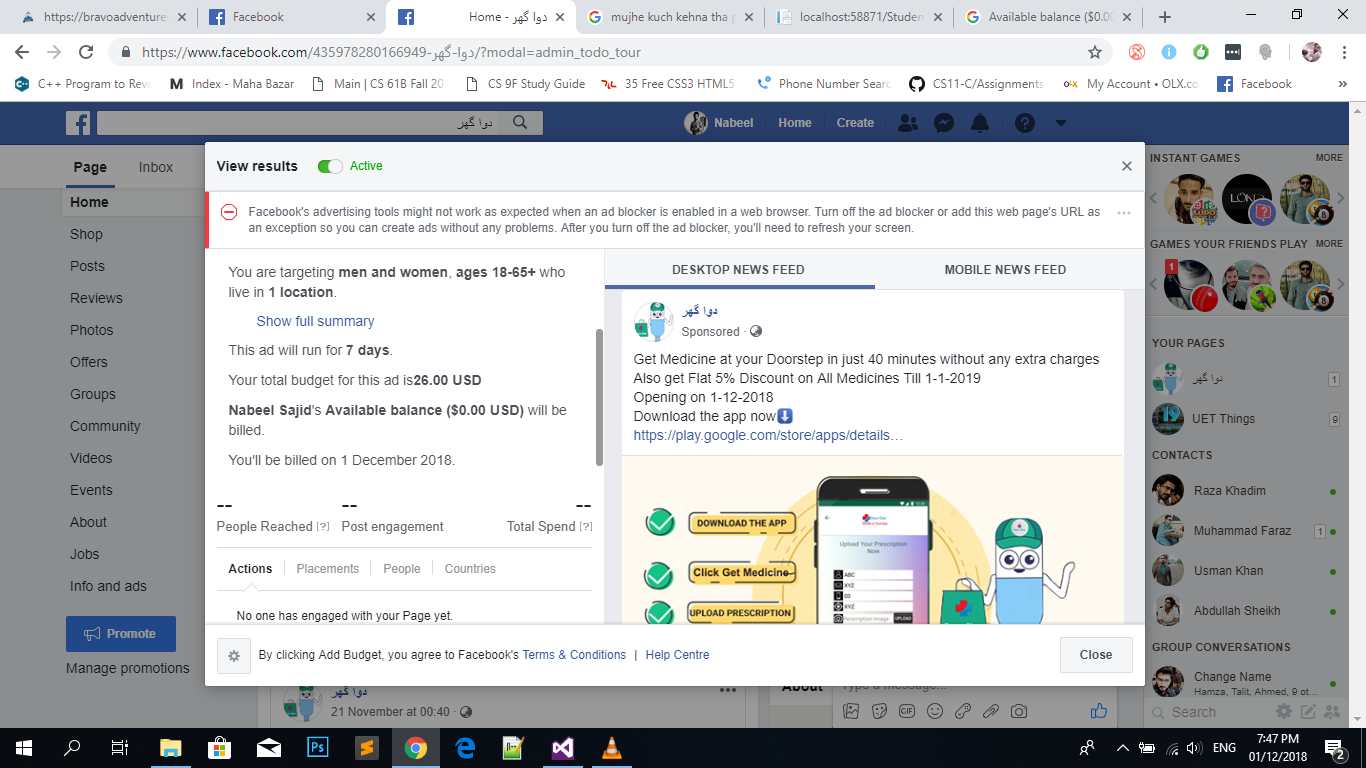 https://bravoadventure
Facebook
Home - دوا گھر
mujhe kuch kehna tha p
localhost:58871/Studen
Available balance ($0.00
https://www.facebook.com/435978280166949-دوا-گھر/?modal=admin_todo_tour
C++ Program to Reve
Index - Maha Bazar
Main | CS 61B Fall 20
CS 9F Study Guide
35 Free CSS3 HTML5
Phone Number Searc
CS11-C/Assignments
My Account • OLX.co
Facebook
»
دوا گھر
Nabeel
Home
Create
Page
Inbox
Home
Shop
Posts
Reviews
Photos
Offers
Groups
Community
Videos
Events
About
Jobs
Info and ads
Promote
Manage promotions
View results
Active
Facebook's advertising tools might not work as expected when an ad blocker is enabled in a web browser. Turn off the ad blocker or add this web page's URL as
an exception so you can create ads without any problems. After you turn off the ad blocker, you'll need to refresh your screen.
You are targeting men and women, ages 18-65+ who
live in 1 location.
Show full summary
This ad will run for 7 days.
Your total budget for this ad is26.00 USD
Nabeel Sajid's Available balance ($0.00 USD) will be
billed.
You'll be billed on 1 December 2018.
-- -- --
People Reached [?] Post engagement Total Spend [?]
Actions Placements People Countries
No one has engaged with your Page yet.
DESKTOP NEWS FEED
MOBILE NEWS FEED
دوا گھر
Sponsored ·
Get Medicine at your Doorstep in just 40 minutes without any extra charges
Also get Flat 5% Discount on All Medicines Till 1-1-2019
Opening on 1-12-2018
Download the app now
https://play.google.com/store/apps/details…
DOWNLOAD THE APP
Click Get Medicine
UPLOAD PRESCRIPTION
Upload Your Prescription
Now
ABC
XYZ
03
XYZ
Prescription Image UPLOAD
By clicking Add Budget, you agree to Facebook's Terms & Conditions | Help Centre
Close
دوا گھر
21 November at 00:40 ·
About
Type a message...
GIF
INSTANT GAMES MORE
GAMES YOUR FRIENDS PLAY MORE
1
YOUR PAGES
دوا گھر 1
UET Things 9
CONTACTS
Raza Khadim
Muhammad Faraz 1
Usman Khan
Abdullah Sheikh
GROUP CONVERSATIONS
Change Name
Hamza, Talit, Ahmed, 9 ot...
Search
Ps
ENG
7:47 PM
01/12/2018
2